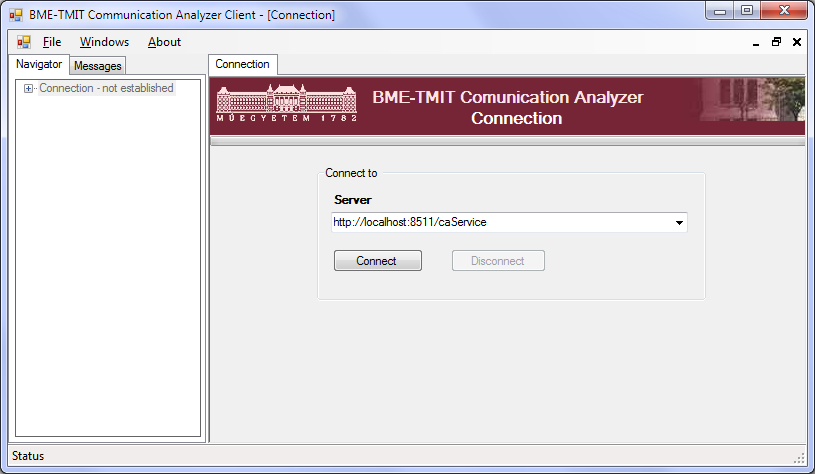 BME-TMIT Communication Analyzer Client - [Connection]
File Windows About
Navigator Messages
Connection - not established
Connection
MŰEGYETEM 1782
BME-TMIT Comunication Analyzer
Connection
Connect to
Server
http://localhost:8511/caService
Connect Disconnect
Status